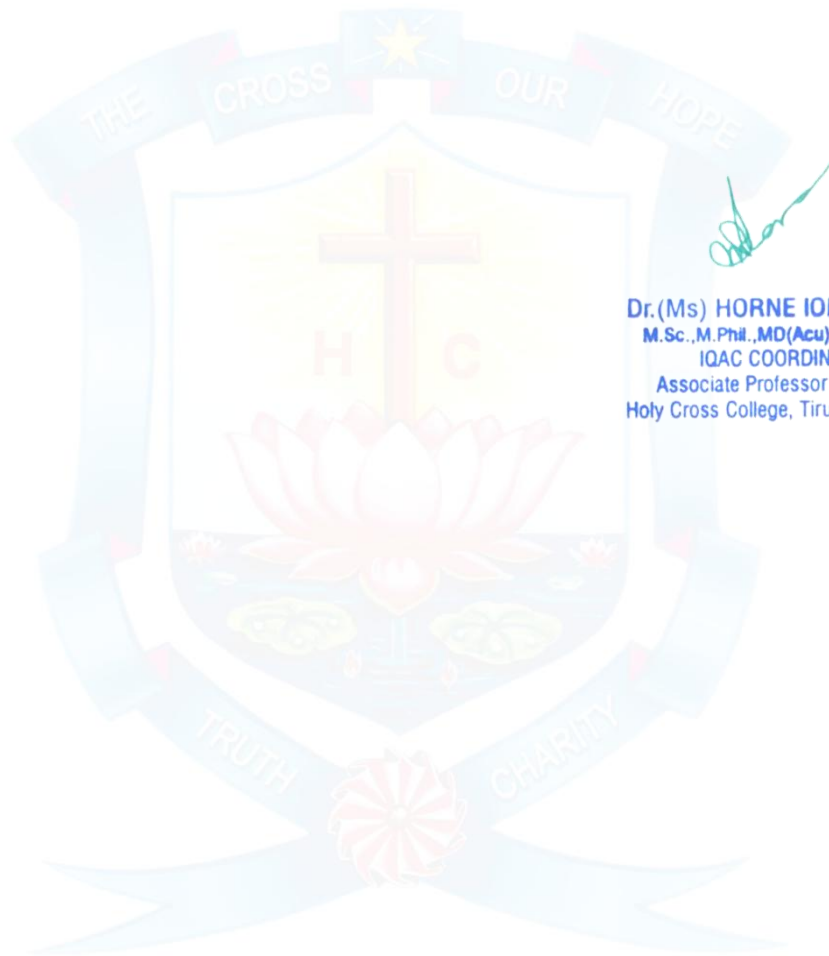 THE CROSS OUR HOPE
H C
TRUTH CHARITY
Dr.(Ms) HORNE
M.Sc.,M.Phil.,MD(Acu)
IQAC
Associate Professor
Holy Cross College,